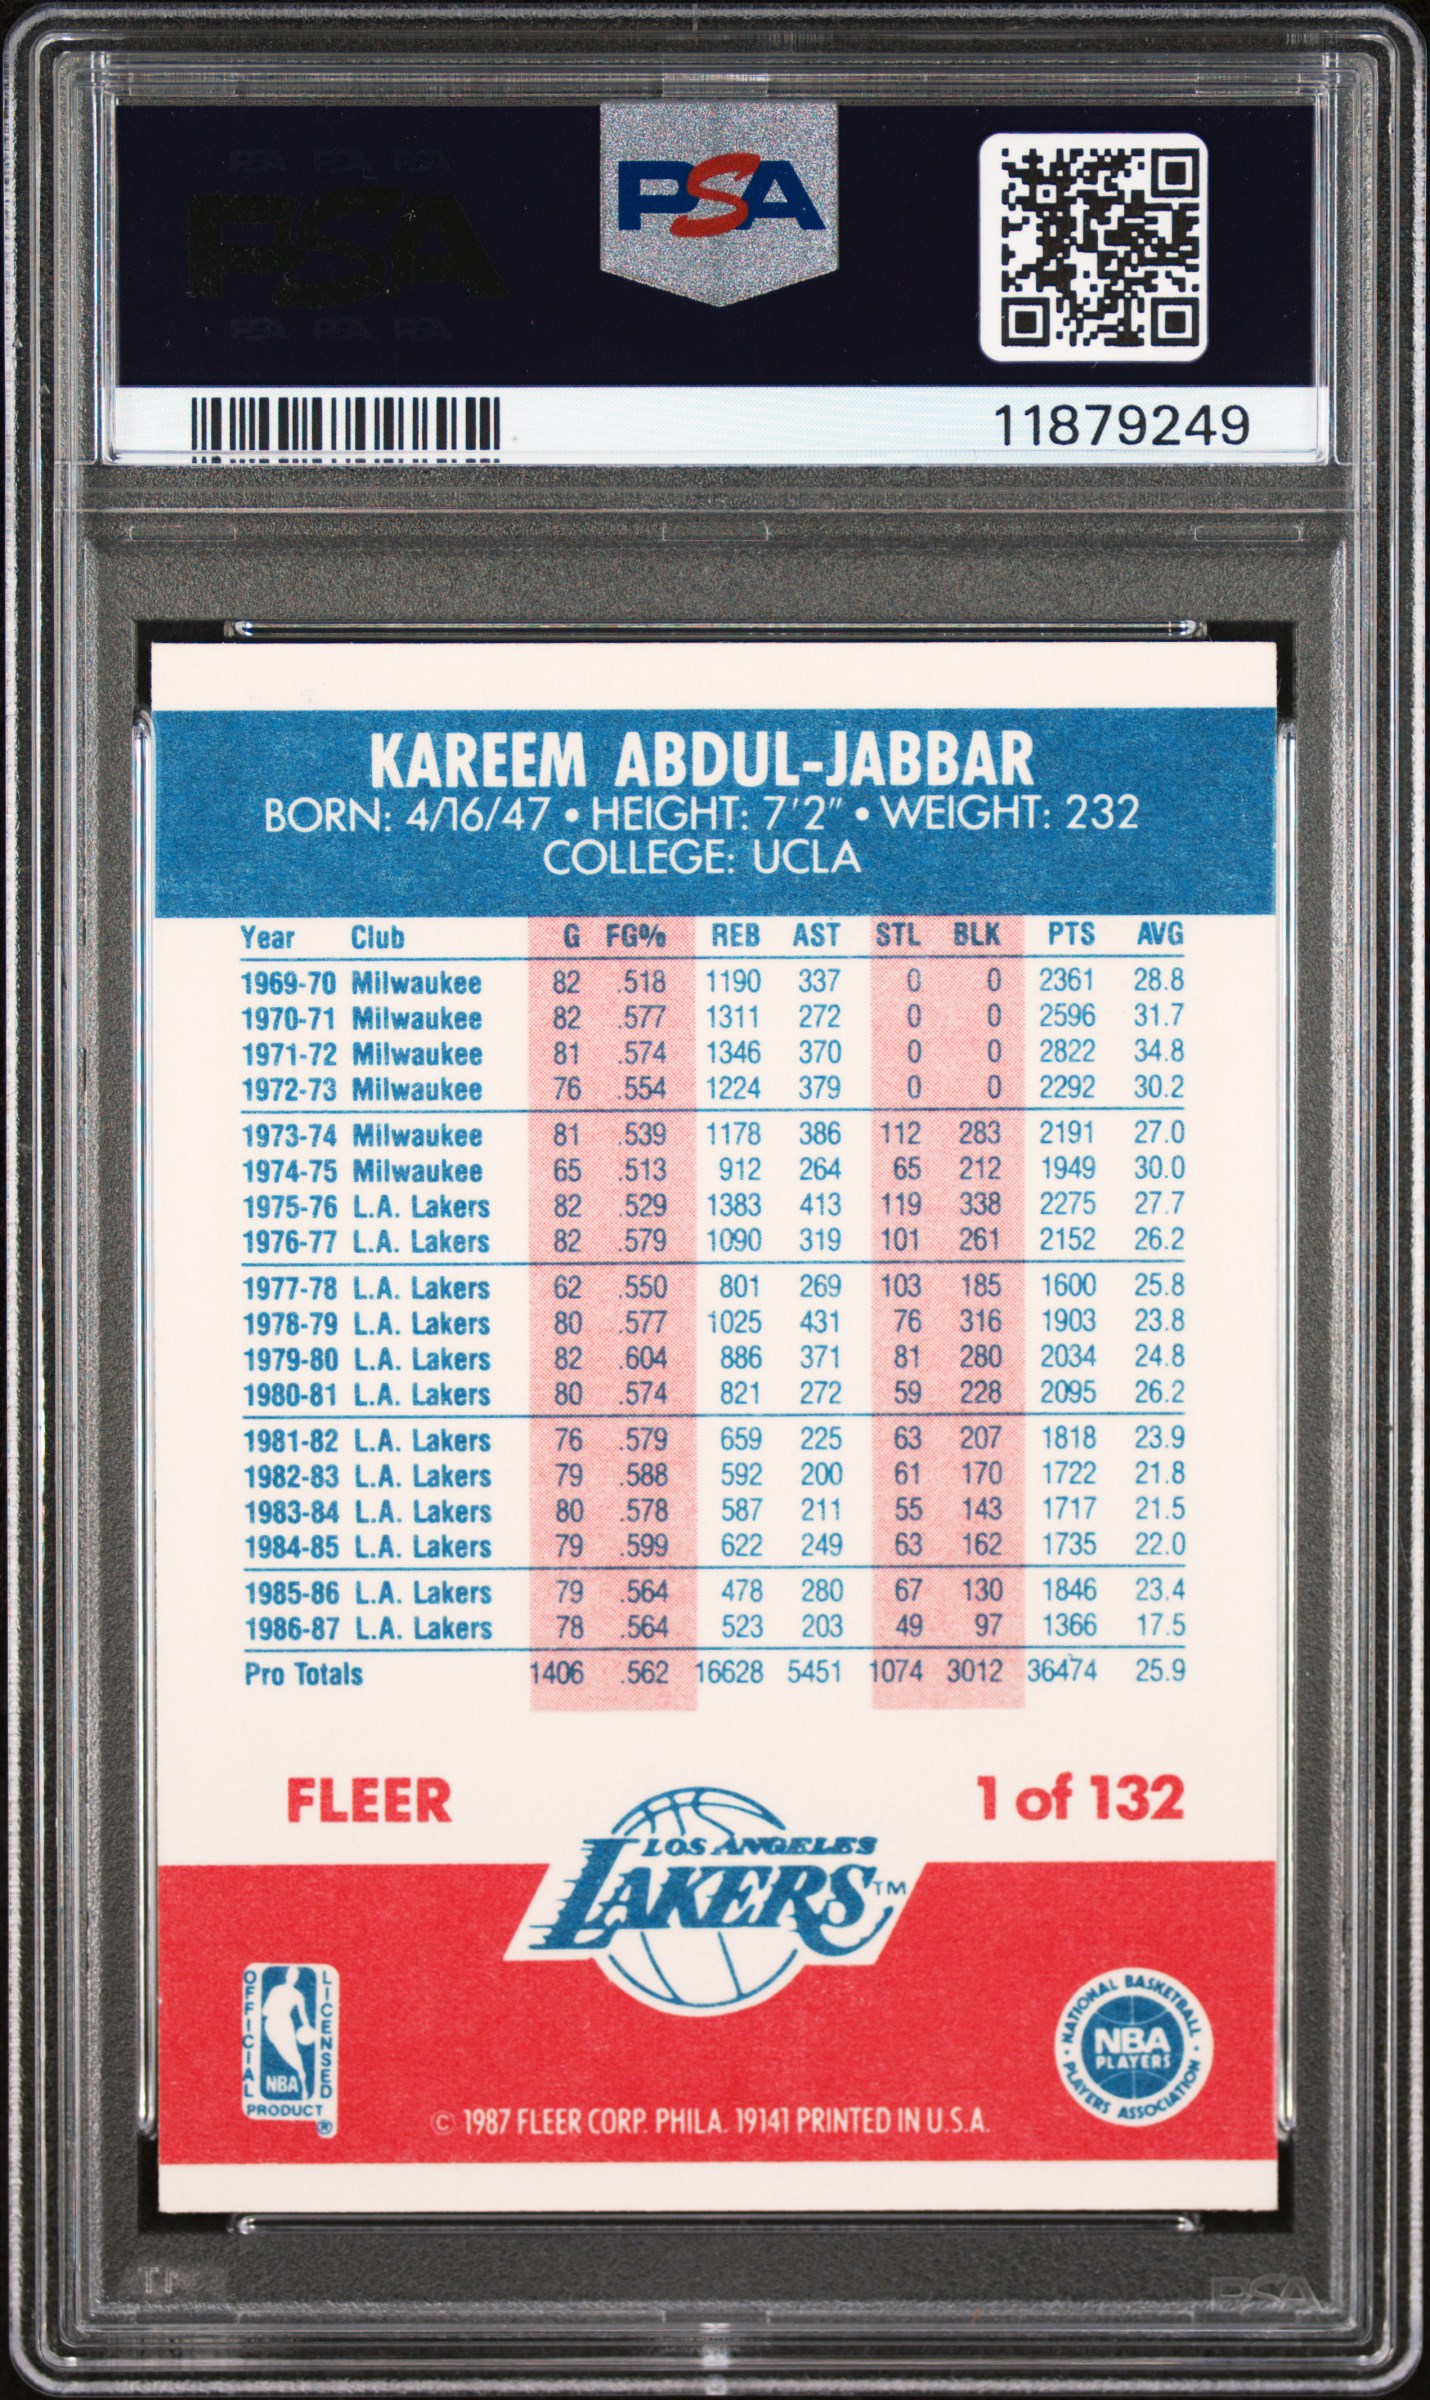 PSA PSA PSA
PSA
PSA PSA PSA
PSA
11879249
KAREEM ABDUL-JABBAR
BORN: 4/16/47 • HEIGHT: 7'2" • WEIGHT: 232
COLLEGE: UCLA
Year Club G FG% REB AST STL BLK PTS AVG
1969-70 Milwaukee 82 .518 1190 337 0 0 2361 28.8
1970-71 Milwaukee 82 .577 1311 272 0 0 2596 31.7
1971-72 Milwaukee 81 .574 1346 370 0 0 2822 34.8
1972-73 Milwaukee 76 .554 1224 379 0 0 2292 30.2
1973-74 Milwaukee 81 .539 1178 386 112 283 2191 27.0
1974-75 Milwaukee 65 .513 912 264 65 212 1949 30.0
1975-76 L.A. Lakers 82 .529 1383 413 119 338 2275 27.7
1976-77 L.A. Lakers 82 .579 1090 319 101 261 2152 26.2
1977-78 L.A. Lakers 62 .550 801 269 103 185 1600 25.8
1978-79 L.A. Lakers 80 .577 1025 431 76 316 1903 23.8
1979-80 L.A. Lakers 82 .604 886 371 81 280 2034 24.8
1980-81 L.A. Lakers 80 .574 821 272 59 228 2095 26.2
1981-82 L.A. Lakers 76 .579 659 225 63 207 1818 23.9
1982-83 L.A. Lakers 79 .588 592 200 61 170 1722 21.8
1983-84 L.A. Lakers 80 .578 587 211 55 143 1717 21.5
1984-85 L.A. Lakers 79 .599 622 249 63 162 1735 22.0
1985-86 L.A. Lakers 79 .564 478 280 67 130 1846 23.4
1986-87 L.A. Lakers 78 .564 523 203 49 97 1366 17.5
Pro Totals 1406 .562 16628 5451 1074 3012 36474 25.9
FLEER
1 of 132
LOS ANGELES
LAKERS™
OFFICIAL LICENSED
NBA
PRODUCT
®
NATIONAL BASKETBALL
NBA
PLAYERS
PLAYERS ASSOCIATION
© 1987 FLEER CORP. PHILA. 19141 PRINTED IN U.S.A.
PSA